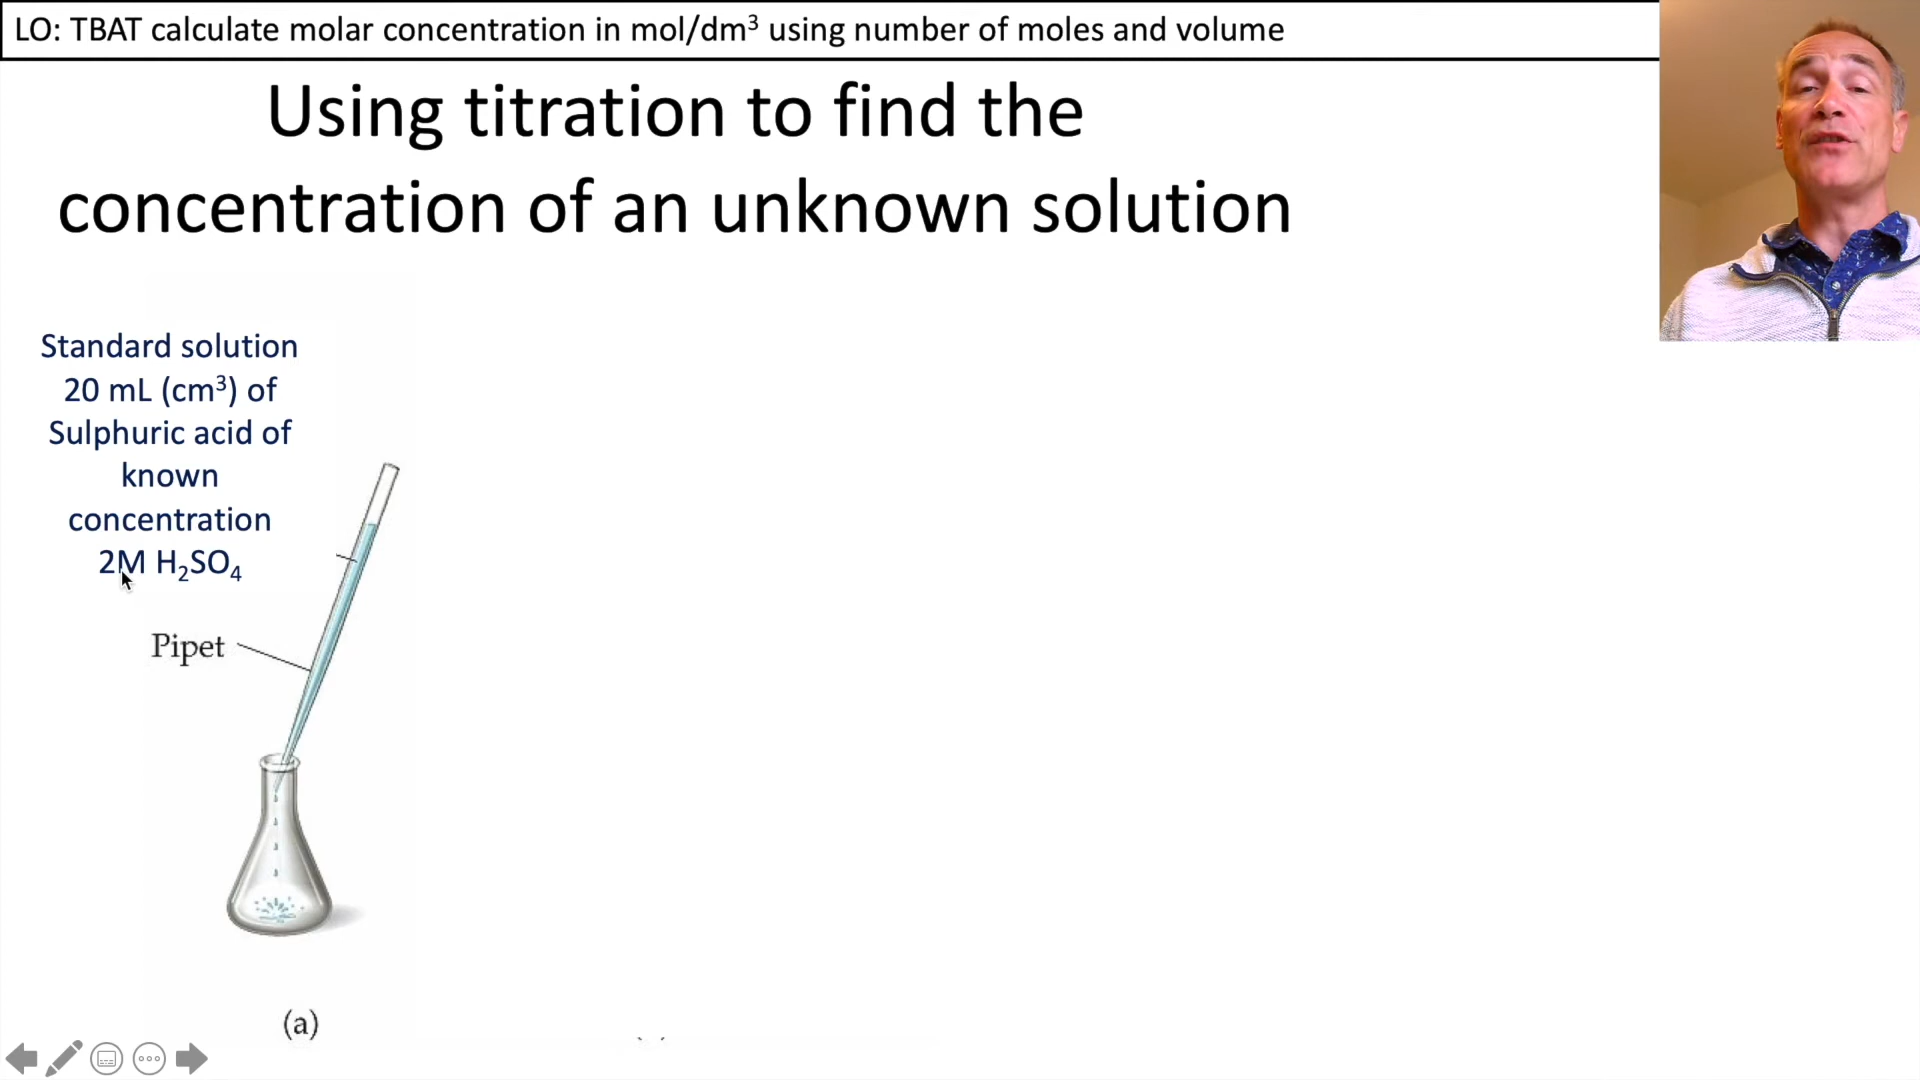 LO: TBAT calculate molar concentration in mol/dm³ using number of moles and volume
Using titration to find the
concentration of an unknown solution
Standard solution
20 mL (cm³) of
Sulphuric acid of
known
concentration
2M H₂SO₄
Pipet
(a)